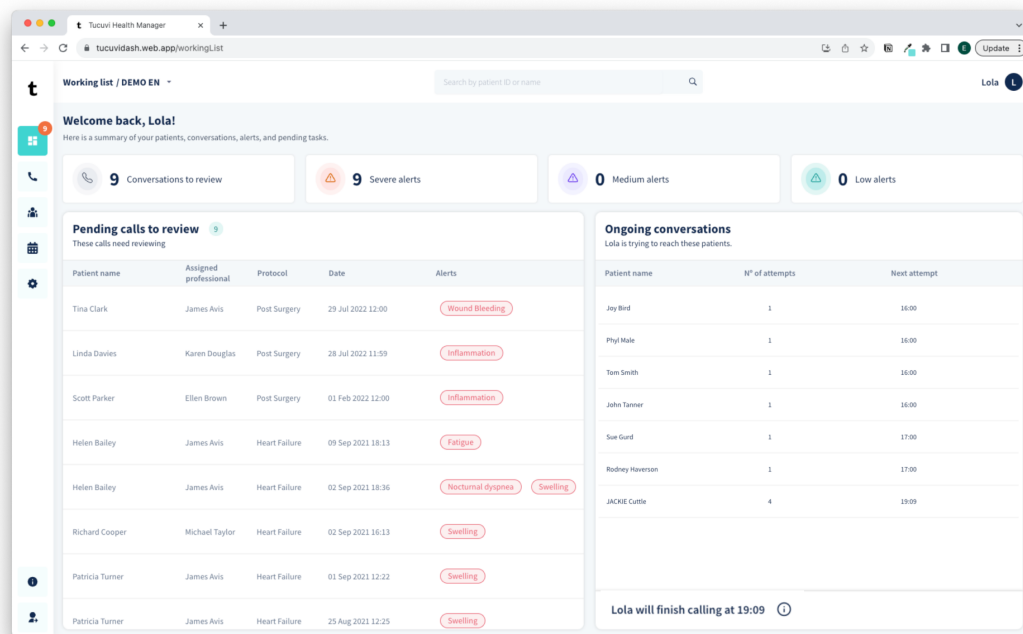 t Tucuvi Health Manager
tucuvidash.web.app/workingList
E
Update
t
Working list / DEMO EN
Search by patient ID or name
Lola L
9
Welcome back, Lola!
Here is a summary of your patients, conversations, alerts, and pending tasks.
9 Conversations to review
9 Severe alerts
0 Medium alerts
0 Low alerts
Pending calls to review 9
These calls need reviewing
Patient name Assigned professional Protocol Date Alerts
Tina Clark James Avis Post Surgery 29 Jul 2022 12:00 Wound Bleeding
Linda Davies Karen Douglas Post Surgery 28 Jul 2022 11:59 Inflammation
Scott Parker Ellen Brown Post Surgery 01 Feb 2022 12:00 Inflammation
Helen Bailey James Avis Heart Failure 09 Sep 2021 18:13 Fatigue
Helen Bailey James Avis Heart Failure 02 Sep 2021 18:36 Nocturnal dyspnea Swelling
Richard Cooper Michael Taylor Heart Failure 02 Sep 2021 16:13 Swelling
Patricia Turner James Avis Heart Failure 01 Sep 2021 12:22 Swelling
Patricia Turner James Avis Heart Failure 25 Aug 2021 12:25 Swelling
Ongoing conversations
Lola is trying to reach these patients.
Patient name Nº of attempts Next attempt
Joy Bird 1 16:00
Phyl Male 1 16:00
Tom Smith 1 16:00
John Tanner 1 16:00
Sue Gurd 1 17:00
Rodney Haverson 1 17:00
JACKIE Cuttle 4 19:09
Lola will finish calling at 19:09